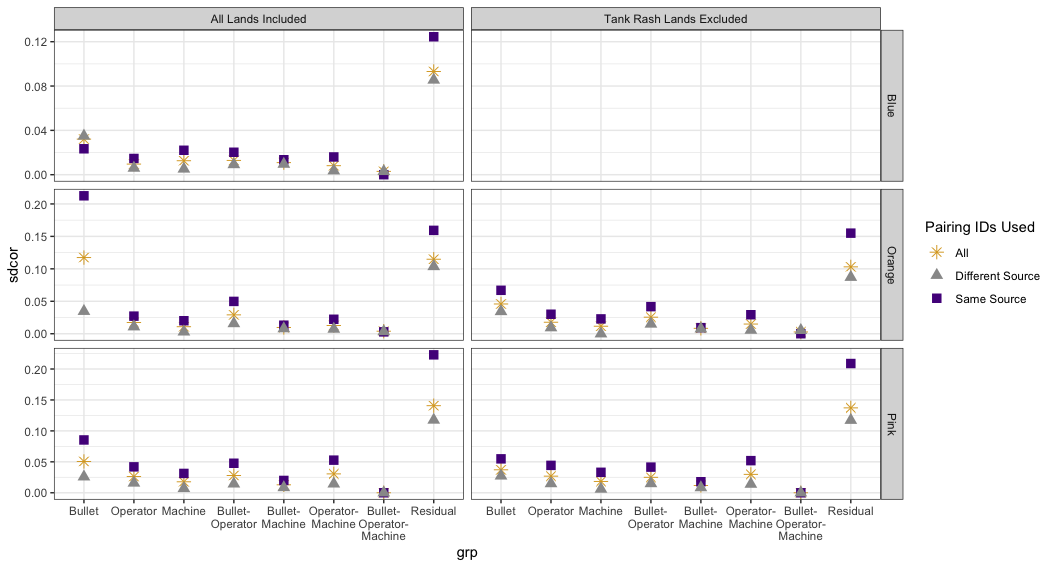 All Lands Included
Tank Rash Lands Excluded
0.12
0.08
0.04
0.00
Blue
0.20
0.15
0.10
0.05
0.00
Orange
0.20
0.15
0.10
0.05
0.00
Pink
sdcor
Bullet
Operator
Machine
Bullet-
Operator
Bullet-
Machine
Operator-
Machine
Bullet-
Operator-
Machine
Residual
Bullet
Operator
Machine
Bullet-
Operator
Bullet-
Machine
Operator-
Machine
Bullet-
Operator-
Machine
Residual
grp
Pairing IDs Used
All
Different Source
Same Source